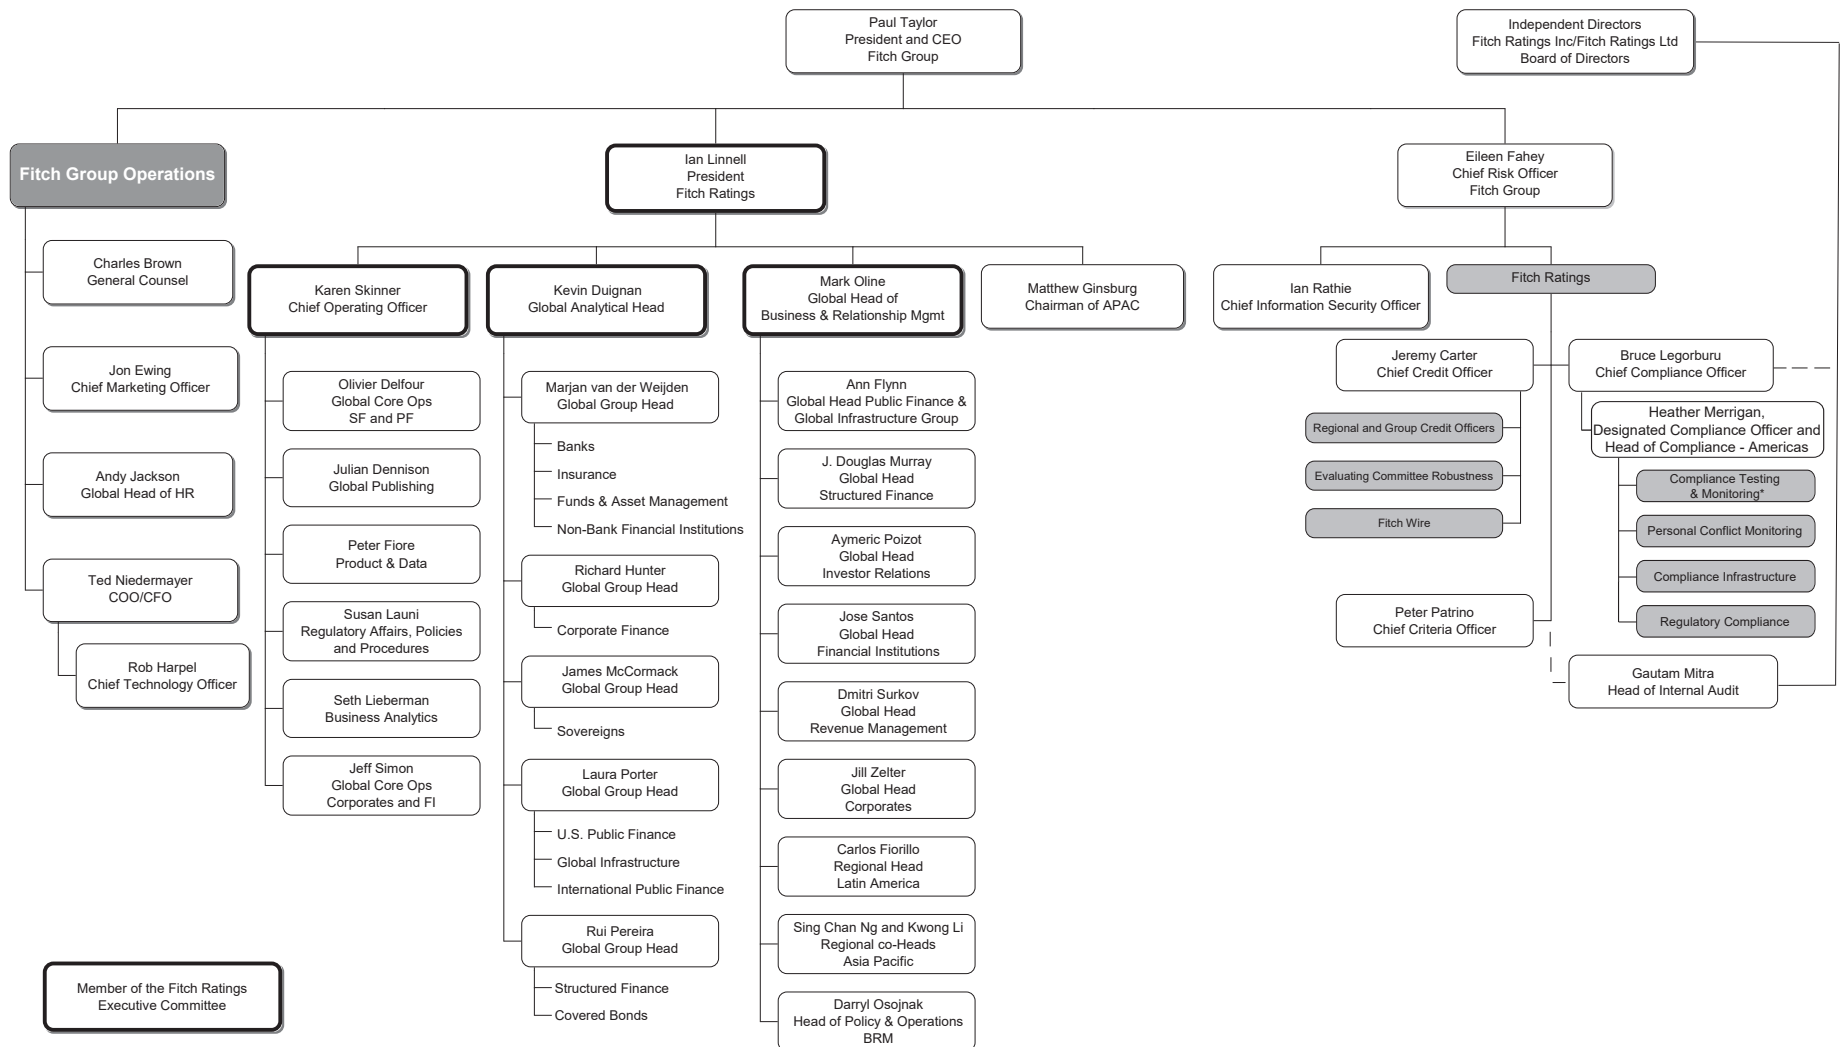 Paul Taylor
President and CEO
Fitch Group
Independent Directors
Fitch Ratings Inc/Fitch Ratings Ltd
Board of Directors
Fitch Group Operations
Charles Brown
General Counsel
Jon Ewing
Chief Marketing Officer
Andy Jackson
Global Head of HR
Ted Niedermayer
COO/CFO
Rob Harpel
Chief Technology Officer
Ian Linnell
President
Fitch Ratings
Karen Skinner
Chief Operating Officer
Olivier Delfour
Global Core Ops
SF and PF
Julian Dennison
Global Publishing
Peter Fiore
Product & Data
Susan Launi
Regulatory Affairs, Policies
and Procedures
Seth Lieberman
Business Analytics
Jeff Simon
Global Core Ops
Corporates and FI
Kevin Duignan
Global Analytical Head
Marjan van der Weijden
Global Group Head
Banks
Insurance
Funds & Asset Management
Non-Bank Financial Institutions
Richard Hunter
Global Group Head
Corporate Finance
James McCormack
Global Group Head
Sovereigns
Laura Porter
Global Group Head
U.S. Public Finance
Global Infrastructure
International Public Finance
Rui Pereira
Global Group Head
Structured Finance
Covered Bonds
Mark Oline
Global Head of
Business & Relationship Mgmt
Ann Flynn
Global Head Public Finance &
Global Infrastructure Group
J. Douglas Murray
Global Head
Structured Finance
Aymeric Poizot
Global Head
Investor Relations
Jose Santos
Global Head
Financial Institutions
Dmitri Surkov
Global Head
Revenue Management
Jill Zelter
Global Head
Corporates
Carlos Fiorillo
Regional Head
Latin America
Sing Chan Ng and Kwong Li
Regional co-Heads
Asia Pacific
Darryl Osojnak
Head of Policy & Operations
BRM
Matthew Ginsburg
Chairman of APAC
Eileen Fahey
Chief Risk Officer
Fitch Group
Ian Rathie
Chief Information Security Officer
Fitch Ratings
Jeremy Carter
Chief Credit Officer
Regional and Group Credit Officers
Evaluating Committee Robustness
Fitch Wire
Peter Patrino
Chief Criteria Officer
Bruce Legorburu
Chief Compliance Officer
Heather Merrigan,
Designated Compliance Officer and
Head of Compliance - Americas
Compliance Testing
& Monitoring*
Personal Conflict Monitoring
Compliance Infrastructure
Regulatory Compliance
Gautam Mitra
Head of Internal Audit
Member of the Fitch Ratings
Executive Committee